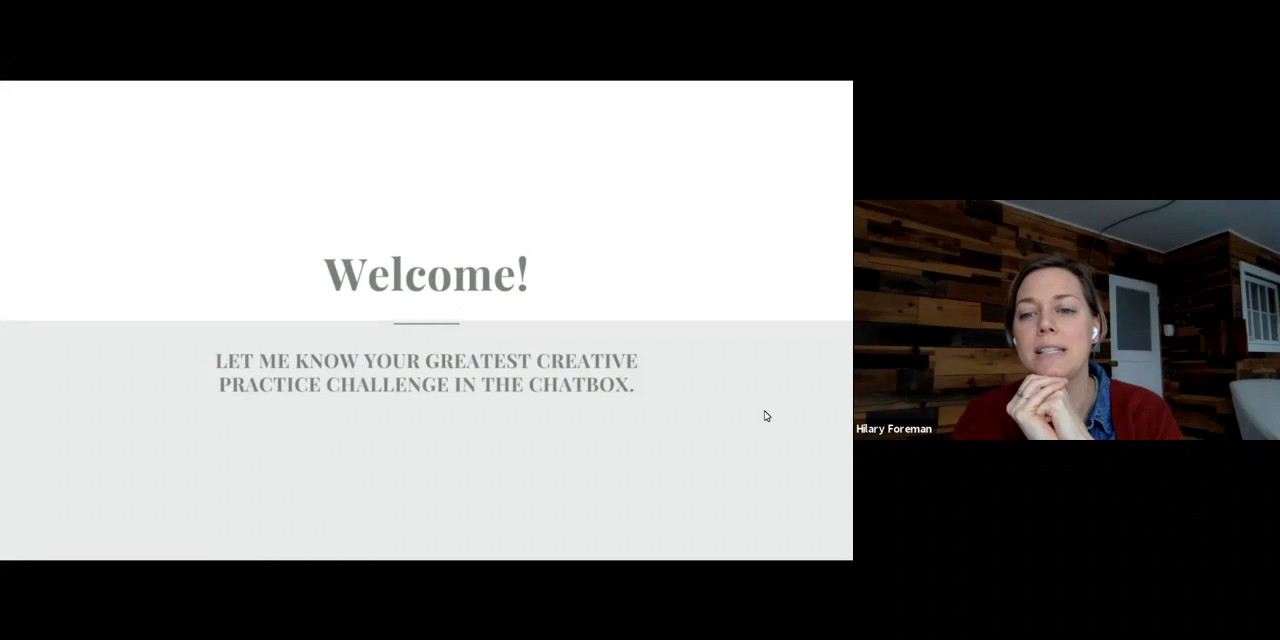 Welcome!
LET ME KNOW YOUR GREATEST CREATIVE
PRACTICE CHALLENGE IN THE CHATBOX.
Hilary Foreman